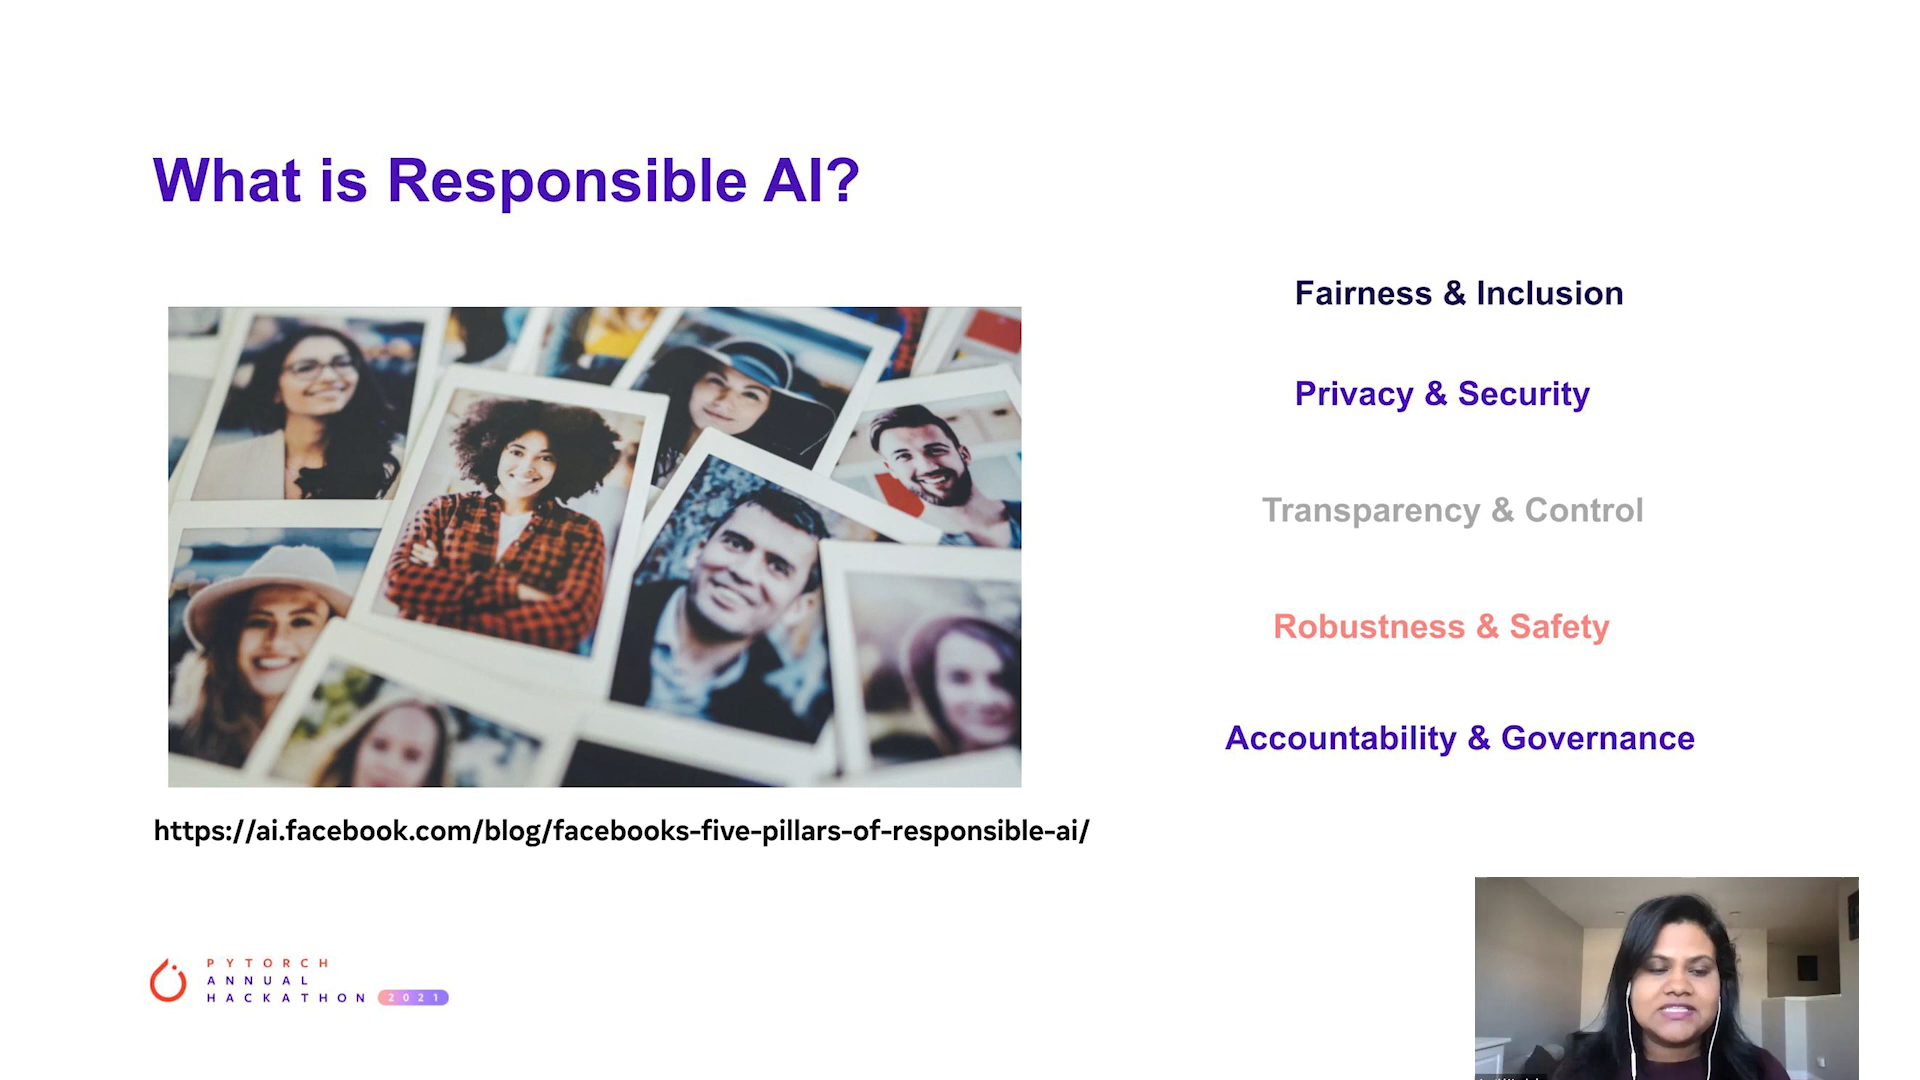 What is Responsible AI?
Fairness & Inclusion
Privacy & Security
Transparency & Control
Robustness & Safety
Accountability & Governance
https://ai.facebook.com/blog/facebooks-five-pillars-of-responsible-ai/
PYTORCH
ANNUAL
HACKATHON 2021